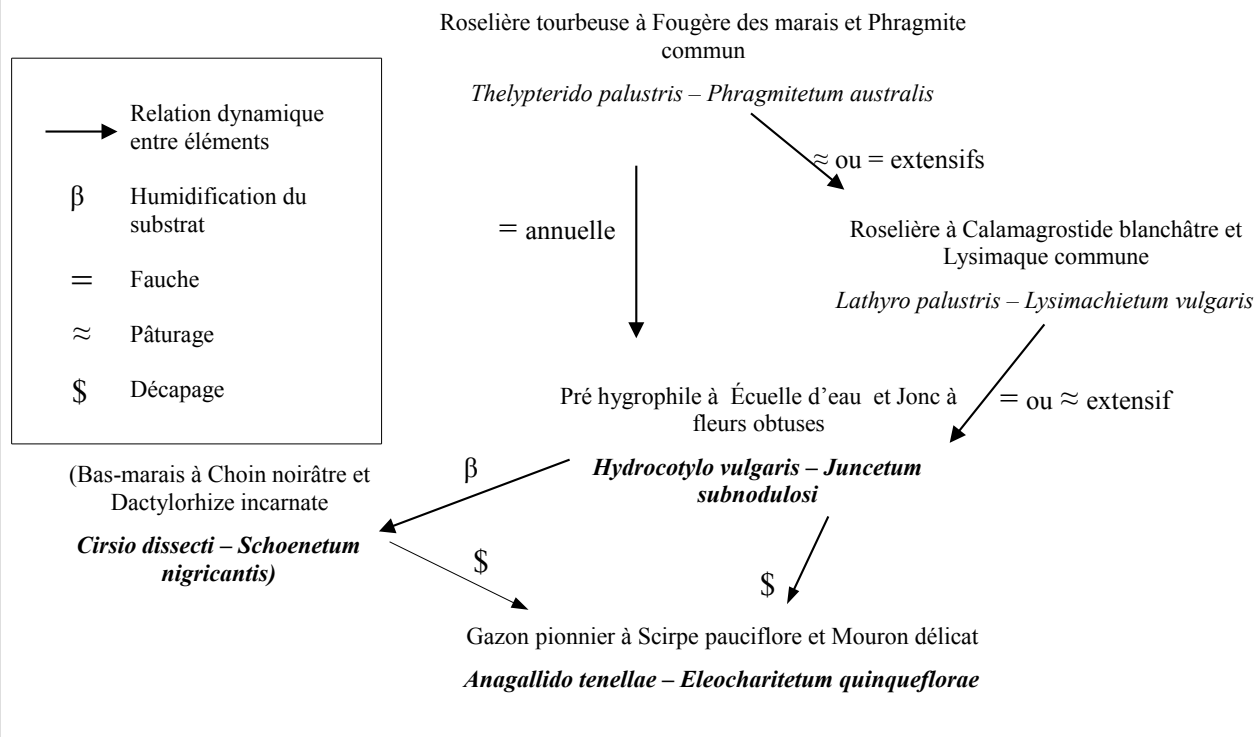 Roselière tourbeuse à Fougère des marais et Phragmite
commun
Thelypterido palustris – Phragmitetum australis
Relation dynamique
entre éléments
β Humidification du
substrat
= Fauche
≈ Pâturage
$ Décapage
≈ ou = extensifs
= annuelle
Roselière à Calamagrostide blanchâtre et
Lysimaque commune
Lathyro palustris – Lysimachietum vulgaris
Pré hygrophile à Écuelle d’eau et Jonc à
fleurs obtuses
= ou ≈ extensif
Hydrocotylo vulgaris – Juncetum
subnodulosi
β
(Bas-marais à Choin noirâtre et
Dactylorhize incarnate
Cirsio dissecti – Schoenetum
nigricantis)
$
$
Gazon pionnier à Scirpe pauciflore et Mouron délicat
Anagallido tenellae – Eleocharitetum quinqueflorae